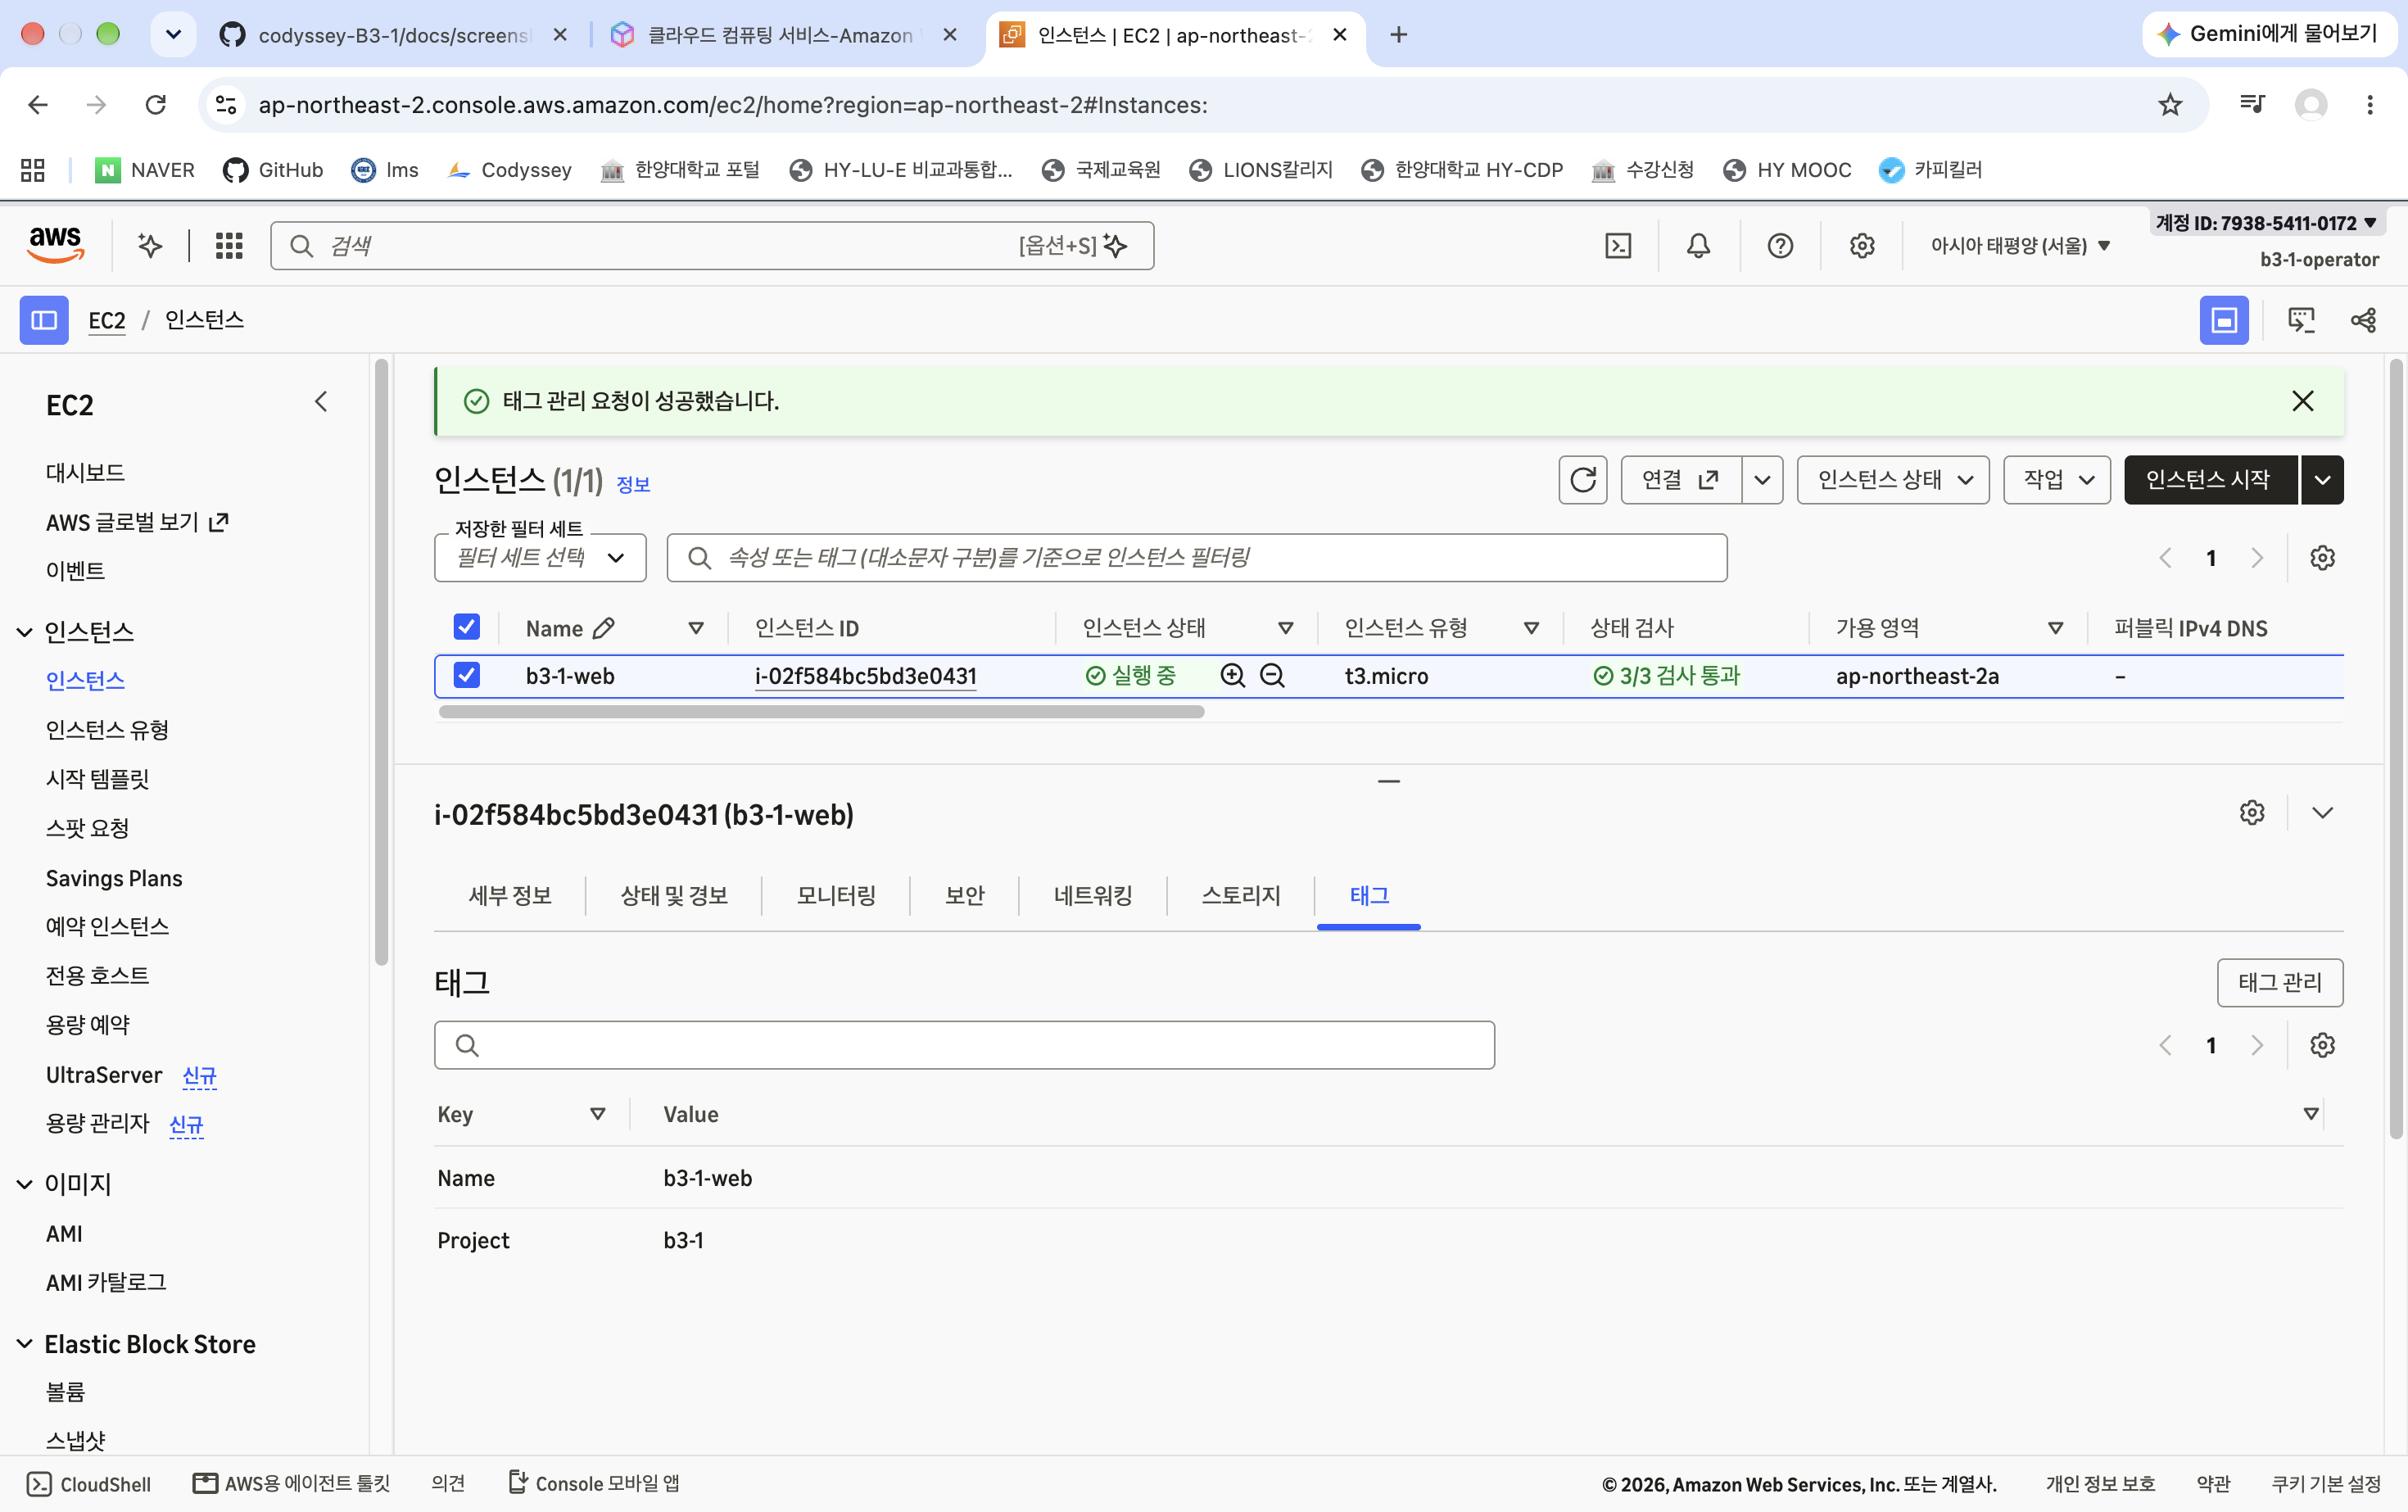 codyssey-B3-1/docs/screens
클라우드 컴퓨팅 서비스-Amazon
인스턴스 | EC2 | ap-northeast-
Gemini에게 물어보기
ap-northeast-2.console.aws.amazon.com/ec2/home?region=ap-northeast-2#Instances:
NAVER
GitHub
lms
Codyssey
한양대학교 포털
HY-LU-E 비교과통합...
국제교육원
LIONS칼리지
한양대학교 HY-CDP
수강신청
HY MOOC
카피킬러
aws
검색
[옵션+S]
아시아 태평양 (서울)
계정 ID: 7938-5411-0172
b3-1-operator
EC2 / 인스턴스
EC2
대시보드
AWS 글로벌 보기
이벤트
인스턴스
인스턴스
인스턴스 유형
시작 템플릿
스팟 요청
Savings Plans
예약 인스턴스
전용 호스트
용량 예약
UltraServer 신규
용량 관리자 신규
이미지
AMI
AMI 카탈로그
Elastic Block Store
볼륨
스냅샷
태그 관리 요청이 성공했습니다.
인스턴스 (1/1) 정보
연결
인스턴스 상태
작업
인스턴스 시작
저장한 필터 세트
필터 세트 선택
속성 또는 태그 (대소문자 구분)를 기준으로 인스턴스 필터링
1
Name 인스턴스 ID 인스턴스 상태 인스턴스 유형 상태 검사 가용 영역 퍼블릭 IPv4 DNS
b3-1-web i-02f584bc5bd3e0431 실행 중 t3.micro 3/3 검사 통과 ap-northeast-2a –
i-02f584bc5bd3e0431 (b3-1-web)
세부 정보 상태 및 경보 모니터링 보안 네트워킹 스토리지 태그
태그
태그 관리
1
Key Value
Name b3-1-web
Project b3-1
CloudShell
AWS용 에이전트 툴킷
의견
Console 모바일 앱
© 2026, Amazon Web Services, Inc. 또는 계열사.
개인 정보 보호
약관
쿠키 기본 설정